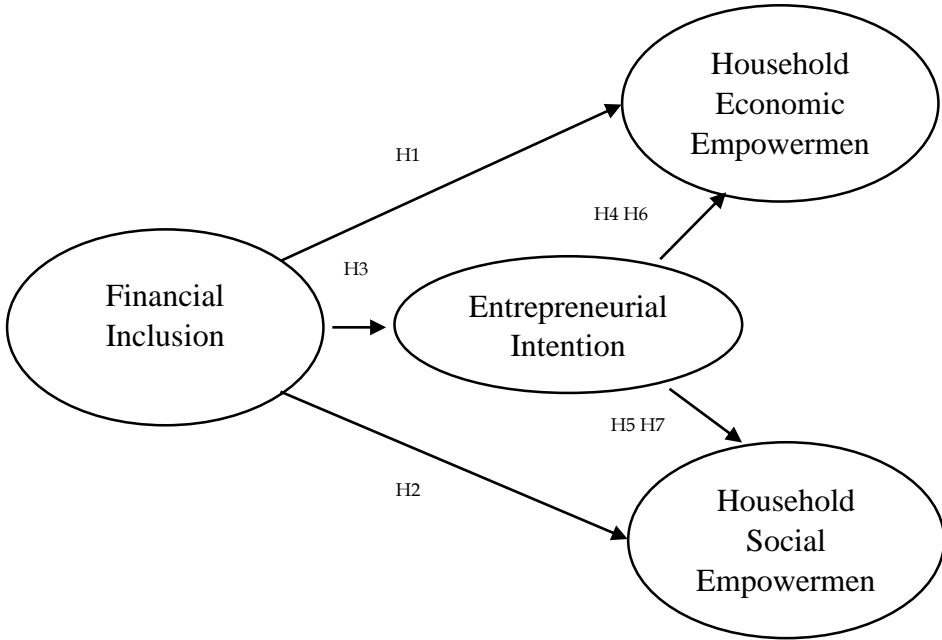 Household
Economic
Empowermen
H1
H4 H6
H3
Financial
Inclusion
Entrepreneurial
Intention
H5 H7
H2
Household
Social
Empowermen